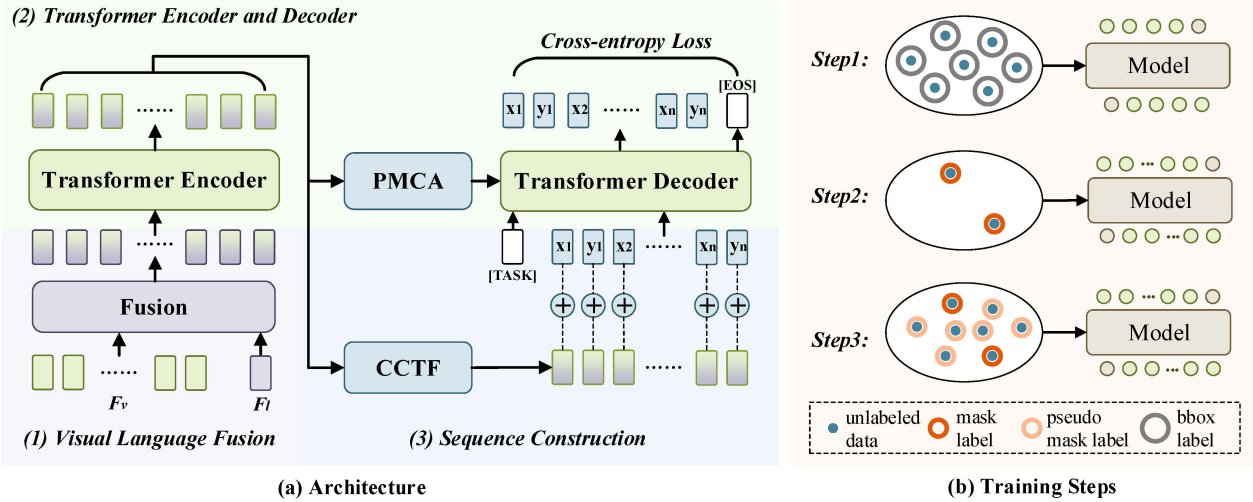 (2) Transformer Encoder and Decoder
Cross-entropy Loss
[EOS]
......
x1 y1 x2 ...... xn yn
Transformer Encoder
PMCA
Transformer Decoder
......
[TASK]
x1 y1 x2 ...... xn yn
Fusion
+ + + + +
......
CCTF
......
Fv
Fl
(1) Visual Language Fusion
(3) Sequence Construction
(a) Architecture
Step1:
Model
Step2:
...
Model
...
Step3:
...
Model
...
unlabeled data
mask label
pseudo mask label
bbox label
(b) Training Steps